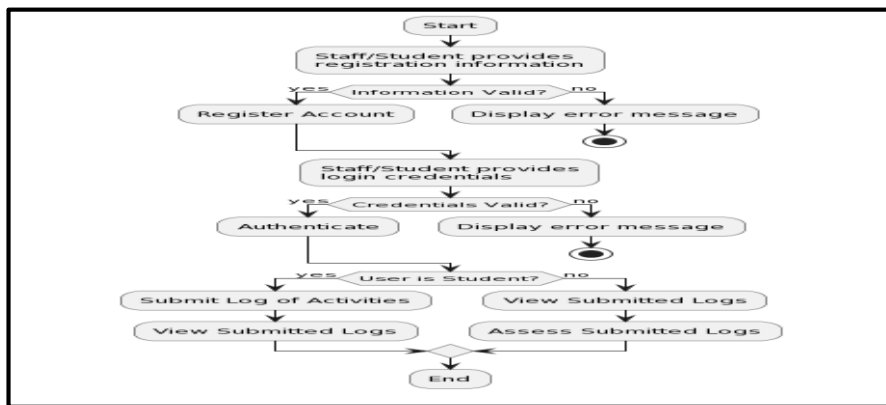 Start
Staff/Student provides
registration information
yes
Information Valid?
no
Register Account
Display error message
Staff/Student provides
login credentials
yes
Credentials Valid?
no
Authenticate
Display error message
yes
User is Student?
no
Submit Log of Activities
View Submitted Logs
View Submitted Logs
Assess Submitted Logs
End